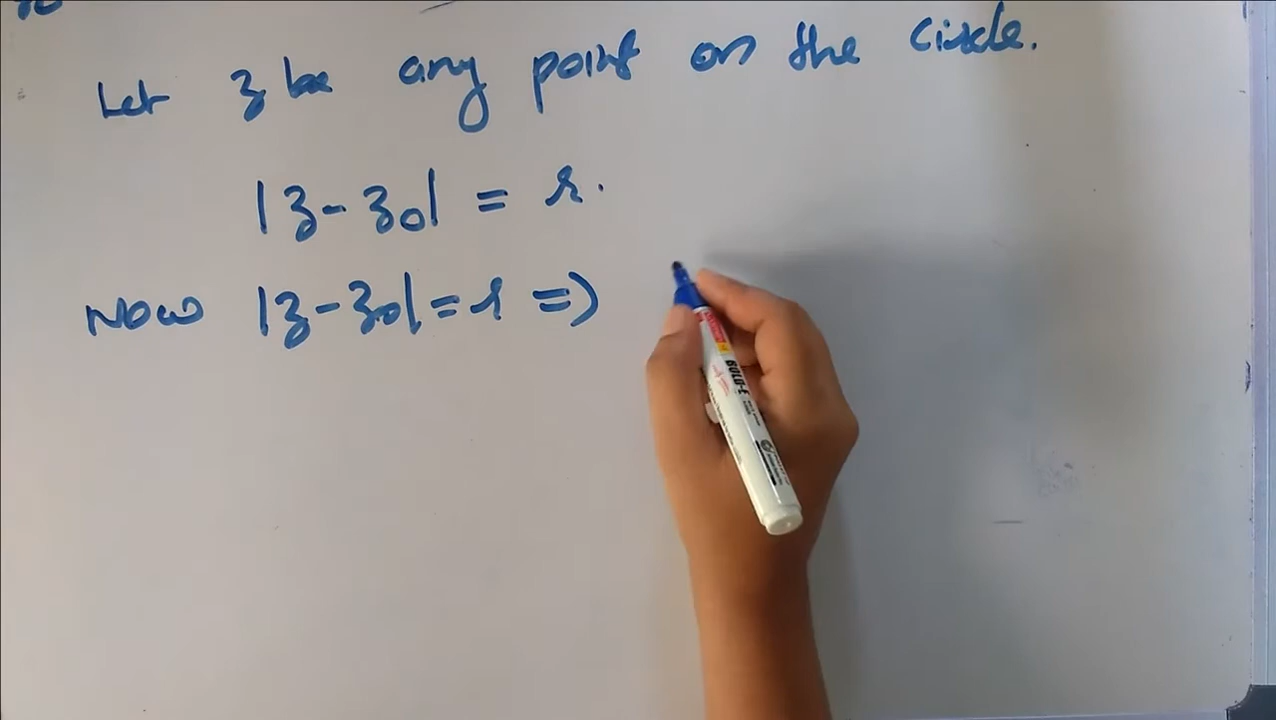 Let z be any point on the circle.
|z - z0| = r.
Now |z - z0| = r =>